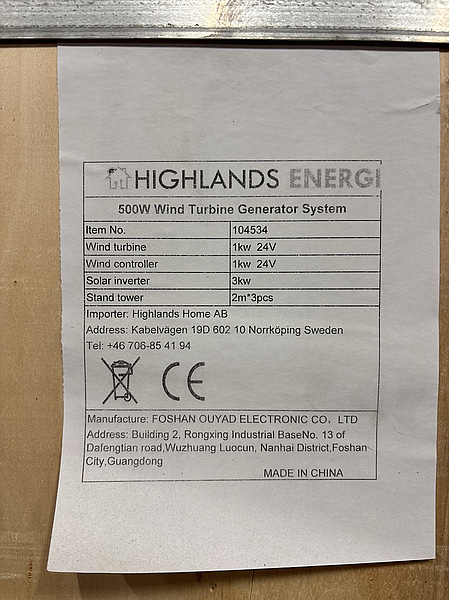 HIGHLANDS ENERGI
500W Wind Turbine Generator System
Item No. 104534
Wind turbine 1kw 24V
Wind controller 1kw 24V
Solar inverter 3kw
Stand tower 2m*3pcs
Importer: Highlands Home AB
Address: Kabelvägen 19D 602 10 Norrköping Sweden
Tel: +46 706-85 41 94
CE
Manufacture: FOSHAN OUYAD ELECTRONIC CO，LTD
Address: Building 2, Rongxing Industrial BaseNo. 13 of
Dafengtian road,Wuzhuang Luocun, Nanhai District,Foshan
City,Guangdong
MADE IN CHINA